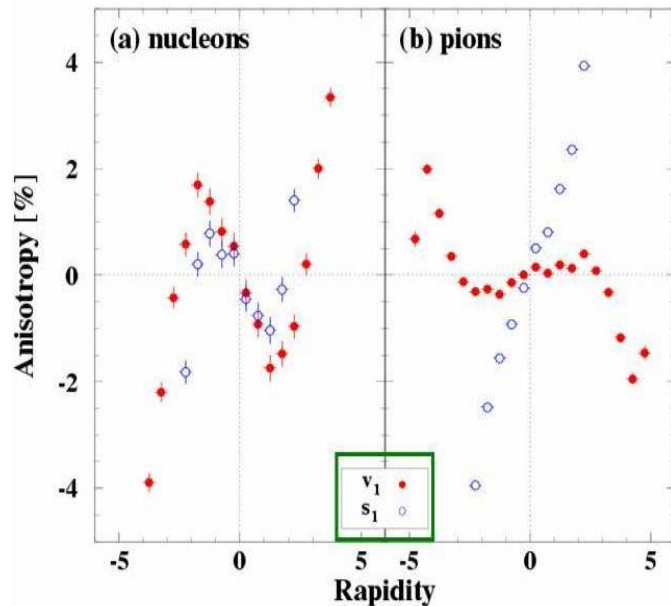 (a) nucleons
(b) pions
4
2
0
-2
-4
Anisotropy [%]
v1
s1
-5
0
5
-5
0
5
Rapidity